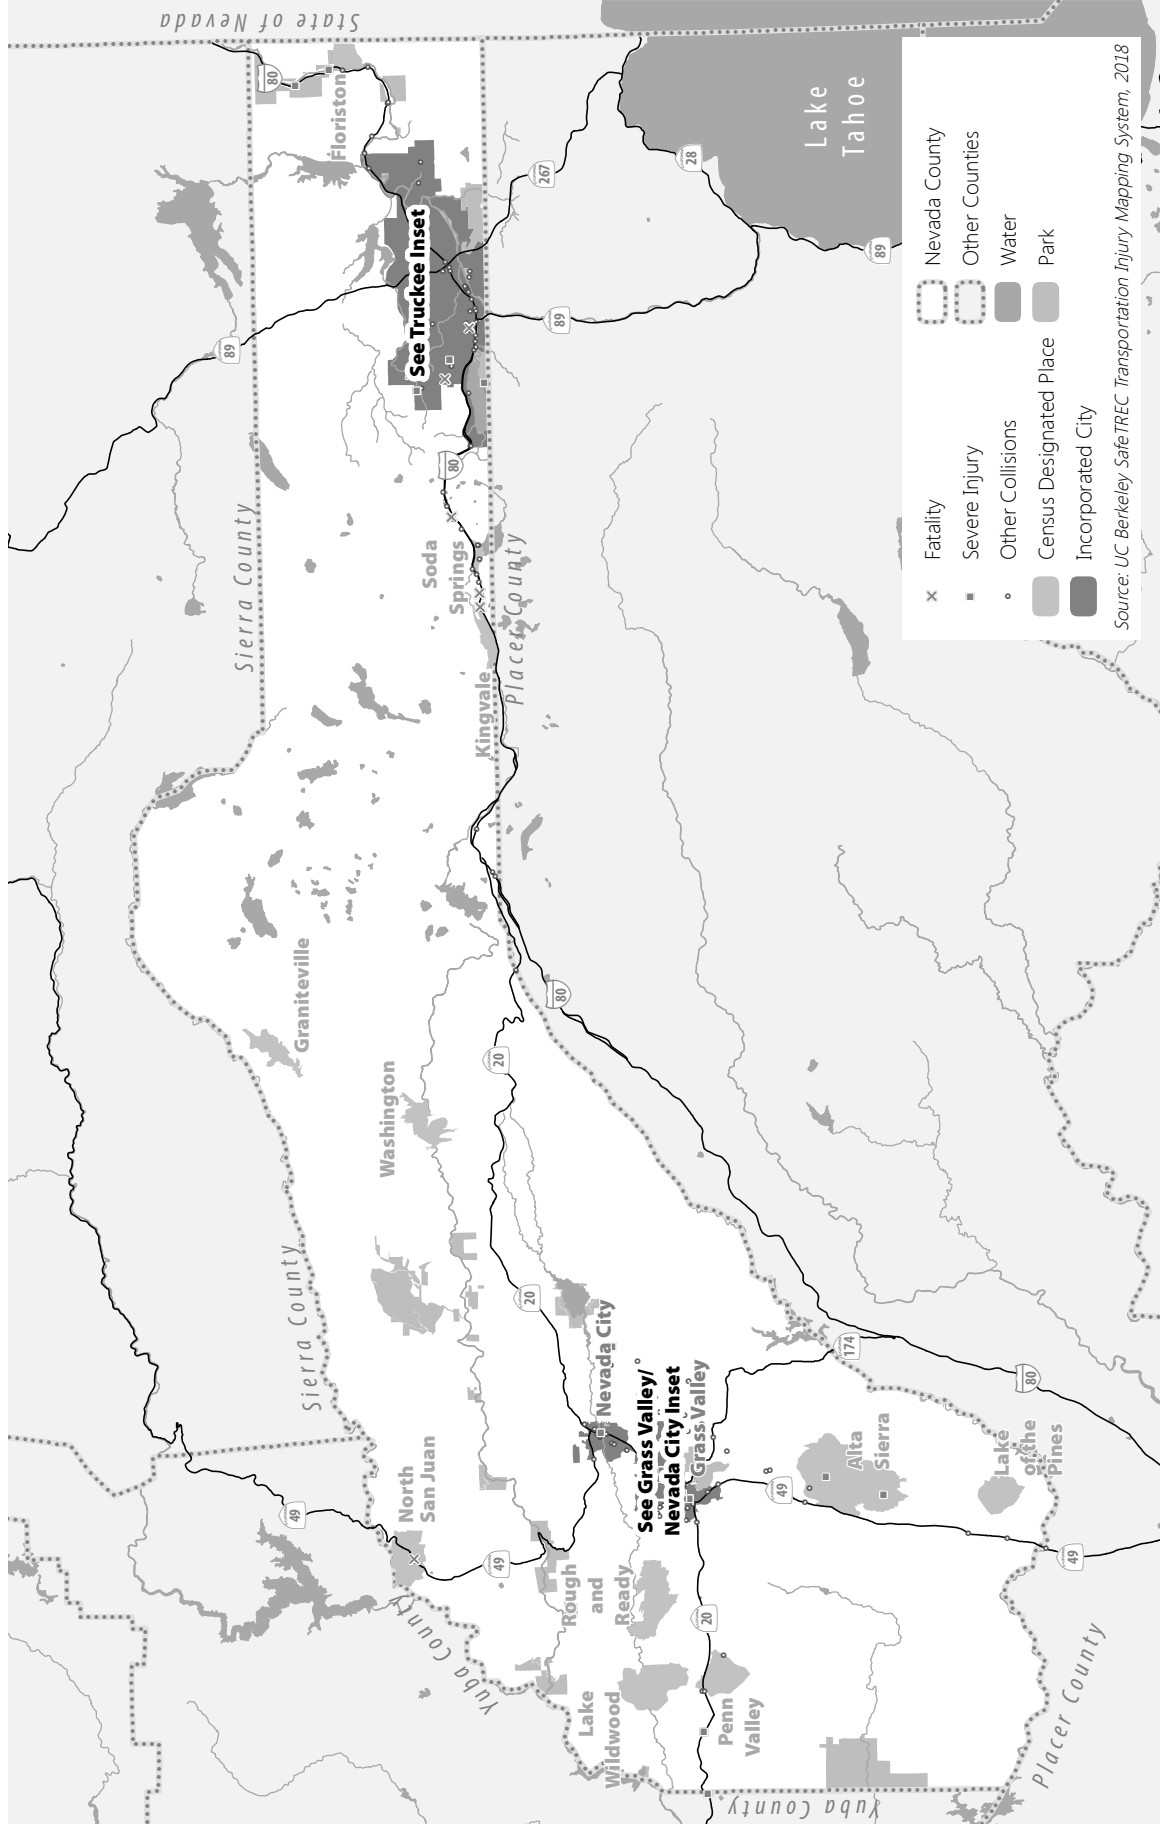 State of Nevada
80
Floriston
Lake
Tahoe
28
267
See Truckee Inset
89
89
89
80
Sierra County
Soda
Springs
Placer County
Kingvale
Graniteville
80
Washington
20
Sierra County
20
Nevada City
See Grass Valley/
Nevada City Inset
Grass Valley
174
80
North
San Juan
49
49
49
Alta
Sierra
Lake
of the
Pines
49
Rough
and
Ready
20
Yuba County
Lake
Wildwood
Penn
Valley
Placer County
Yuba County
Fatality
Severe Injury
Other Collisions
Census Designated Place
Incorporated City
Nevada County
Other Counties
Water
Park
Source: UC Berkeley SafeTREC Transportation Injury Mapping System, 2018